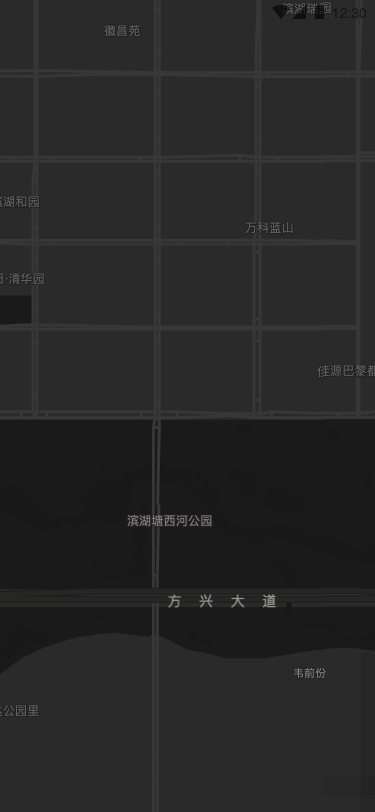 滨湖瑞园
12:30
徽昌苑
滨湖和园
万科蓝山
·清华园
佳源巴黎都
滨湖塘西河公园
方兴大道
韦前份
公园里